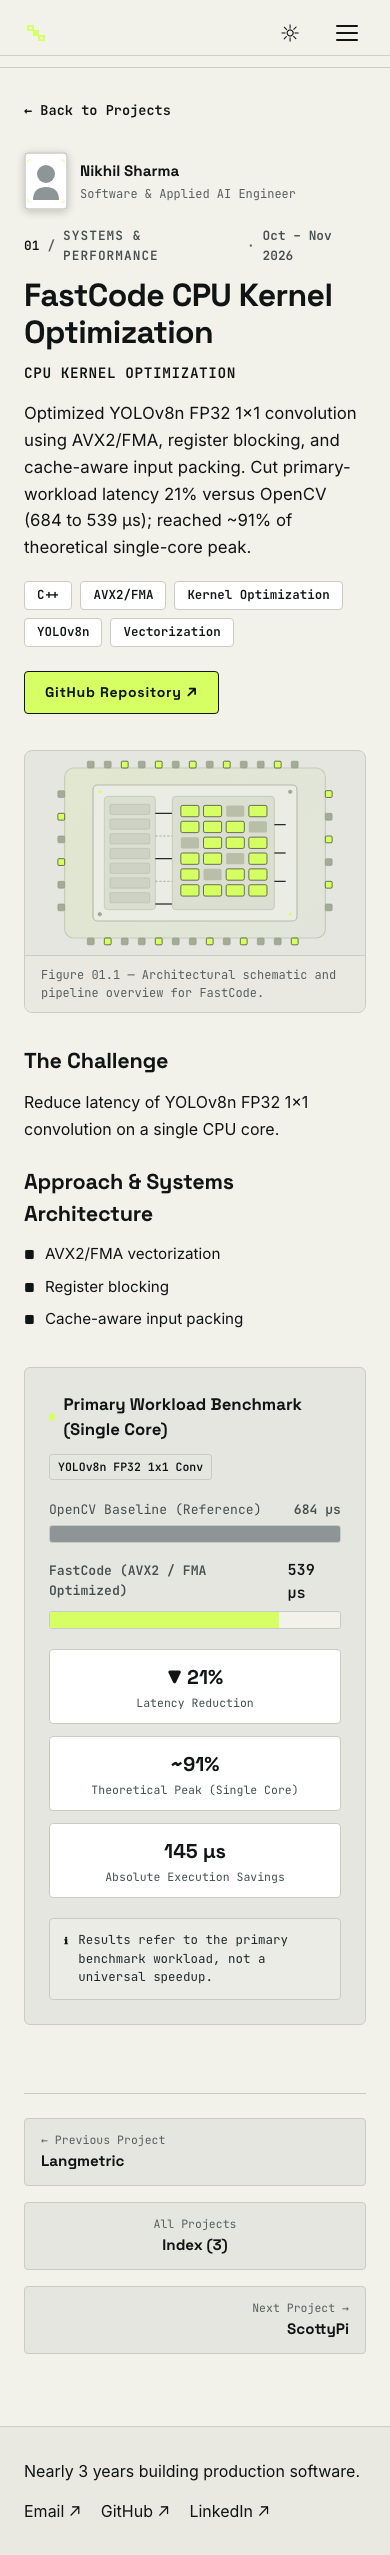 ← Back to Projects
Nikhil Sharma
Software & Applied AI Engineer
01 / SYSTEMS & PERFORMANCE · Oct – Nov 2026
FastCode CPU Kernel
Optimization
CPU KERNEL OPTIMIZATION
Optimized YOLOv8n FP32 1×1 convolution
using AVX2/FMA, register blocking, and
cache-aware input packing. Cut primary-
workload latency 21% versus OpenCV
(684 to 539 µs); reached ~91% of
theoretical single-core peak.
C++ AVX2/FMA Kernel Optimization
YOLOv8n Vectorization
GitHub Repository ↗
Figure 01.1 — Architectural schematic and
pipeline overview for FastCode.
The Challenge
Reduce latency of YOLOv8n FP32 1×1
convolution on a single CPU core.
Approach & Systems
Architecture
AVX2/FMA vectorization
Register blocking
Cache-aware input packing
Primary Workload Benchmark
(Single Core)
YOLOv8n FP32 1x1 Conv
OpenCV Baseline (Reference) 684 µs
FastCode (AVX2 / FMA
Optimized) 539 µs
▼ 21%
Latency Reduction
~91%
Theoretical Peak (Single Core)
145 µs
Absolute Execution Savings
ℹ Results refer to the primary
benchmark workload, not a
universal speedup.
← Previous Project
Langmetric
All Projects
Index (3)
Next Project →
ScottyPi
Nearly 3 years building production software.
Email ↗ GitHub ↗ LinkedIn ↗